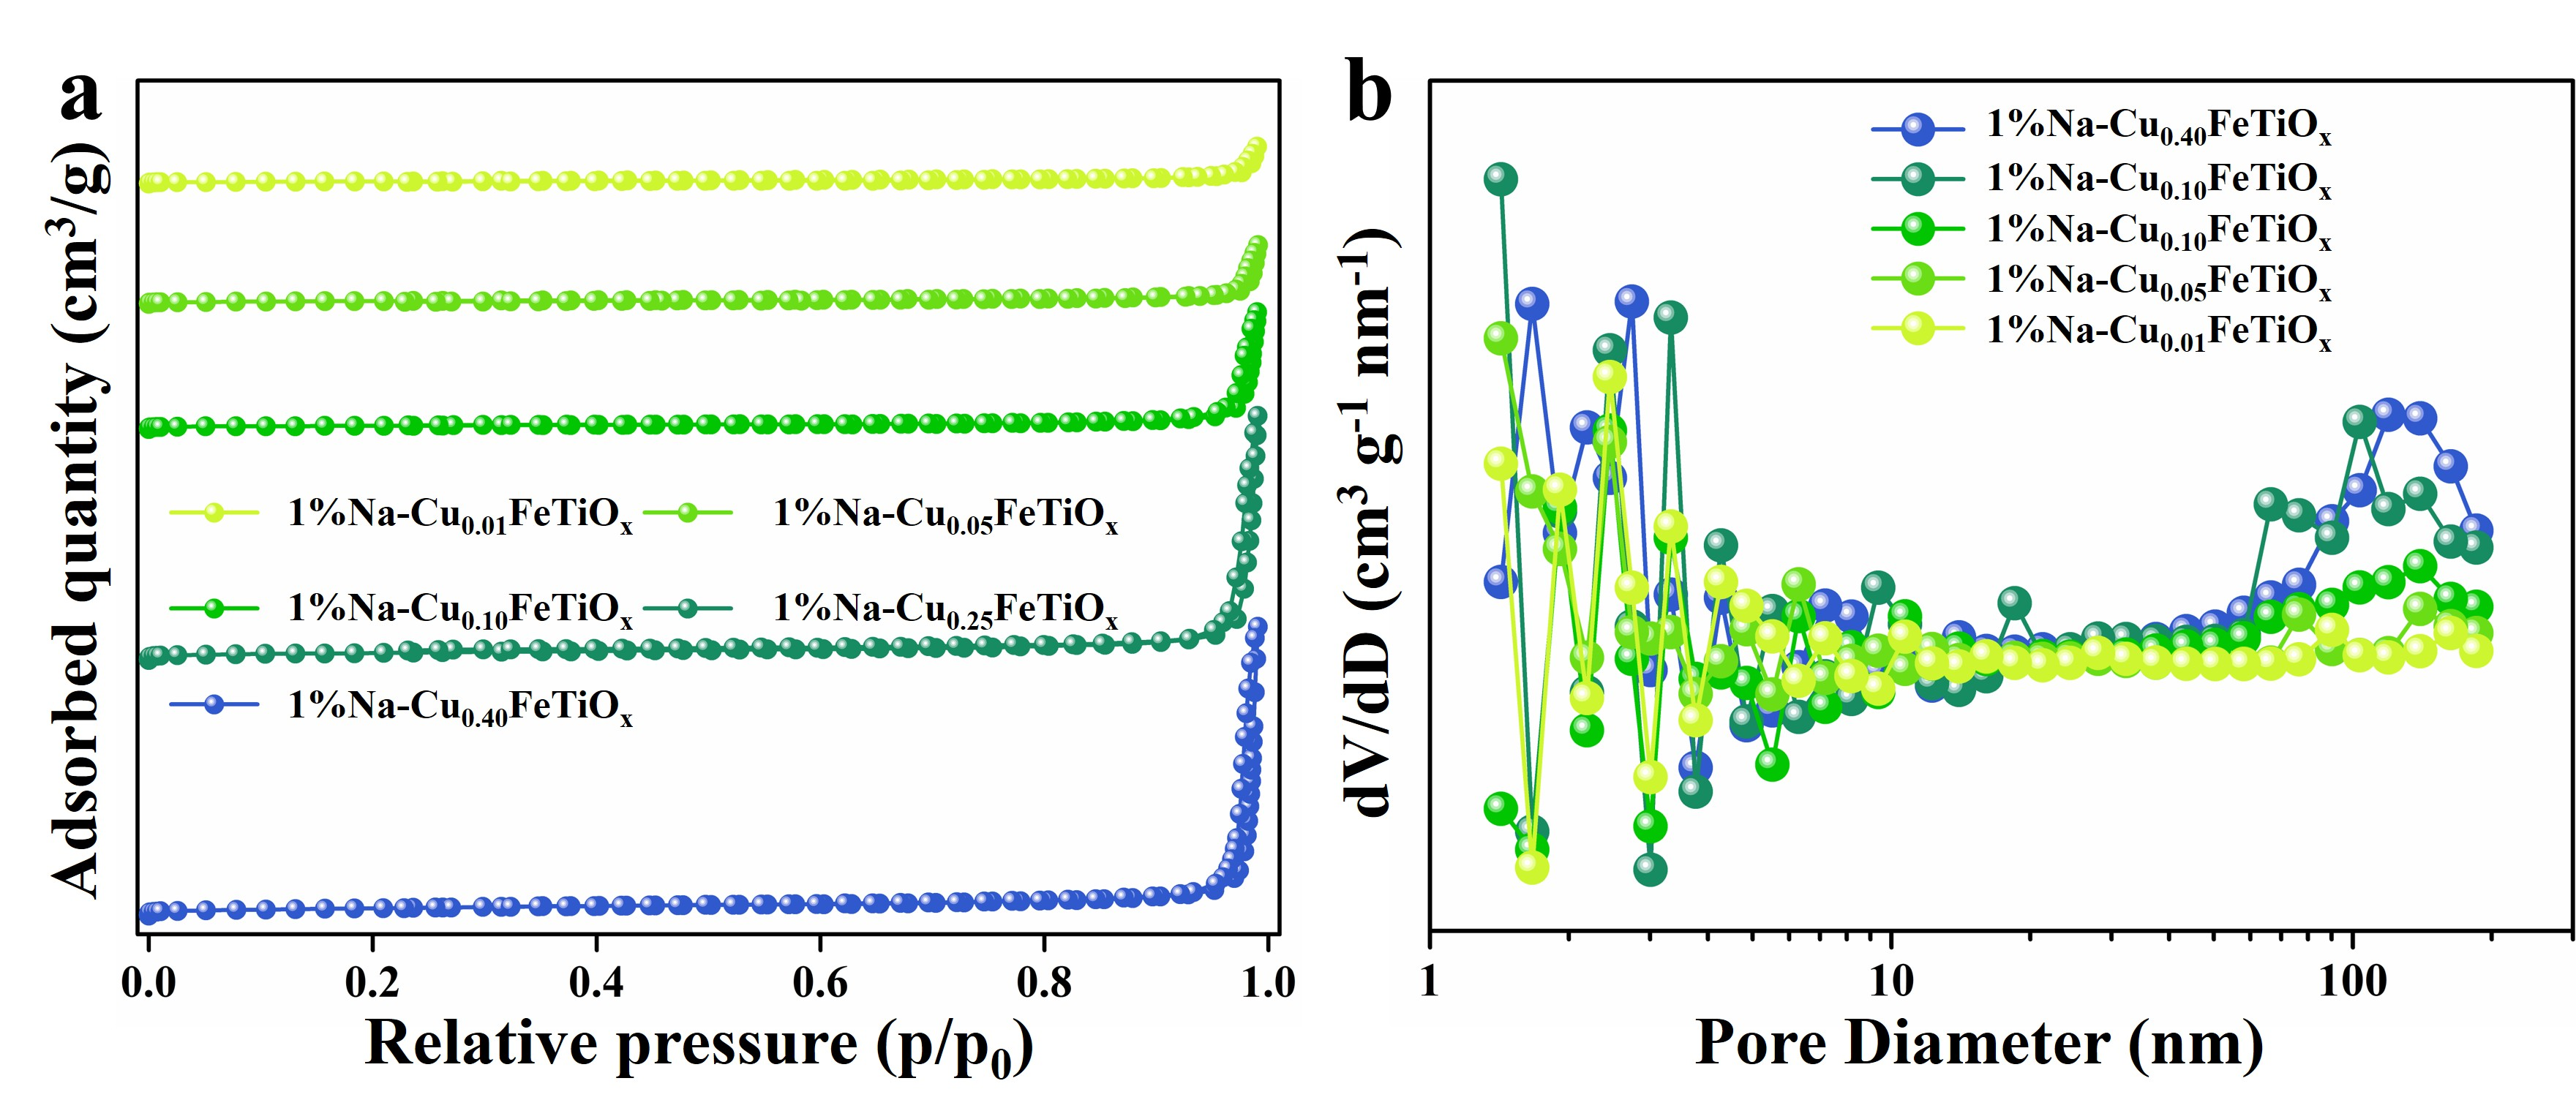 a
Adsorbed quantity (cm³/g)
1%Na-Cu₀.₀₁FeTiOₓ
1%Na-Cu₀.₀₅FeTiOₓ
1%Na-Cu₀.₁₀FeTiOₓ
1%Na-Cu₀.₂₅FeTiOₓ
1%Na-Cu₀.₄₀FeTiOₓ
0.0 0.2 0.4 0.6 0.8 1.0
Relative pressure (p/p₀)
b
dV/dD (cm³ g⁻¹ nm⁻¹)
1%Na-Cu₀.₄₀FeTiOₓ
1%Na-Cu₀.₁₀FeTiOₓ
1%Na-Cu₀.₁₀FeTiOₓ
1%Na-Cu₀.₀₅FeTiOₓ
1%Na-Cu₀.₀₁FeTiOₓ
1 10 100
Pore Diameter (nm)